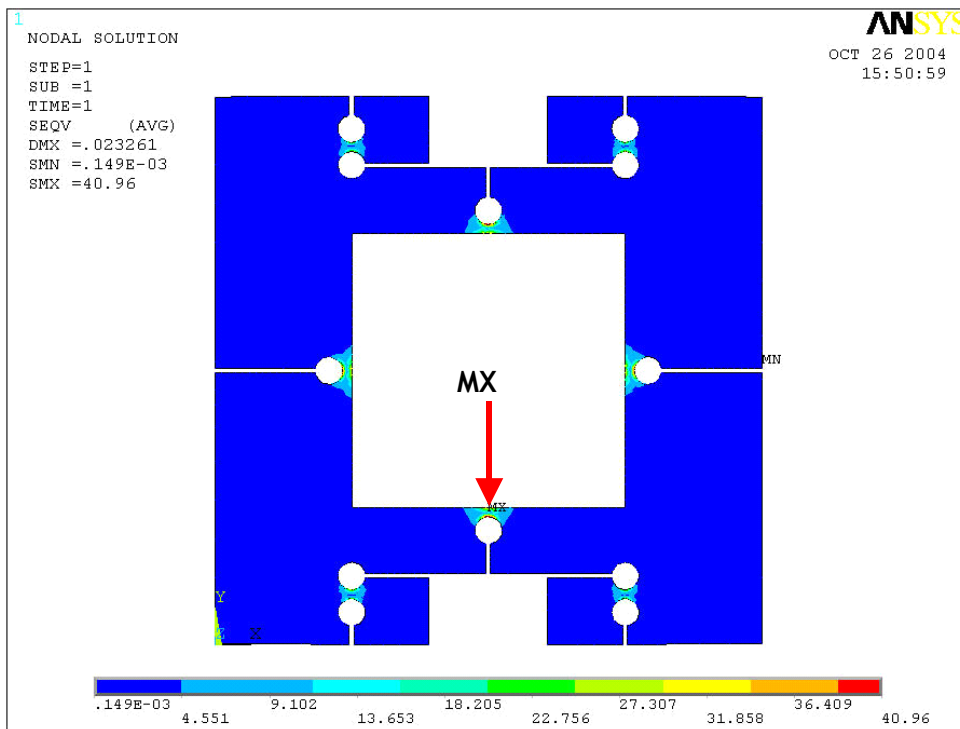 1
NODAL SOLUTION
STEP=1
SUB =1
TIME=1
SEQV (AVG)
DMX =.023261
SMN =.149E-03
SMX =40.96
ANSYS
OCT 26 2004
15:50:59
MN
MX
MX
Y
Z X
.149E-03 9.102 18.205 27.307 36.409
4.551 13.653 22.756 31.858 40.96